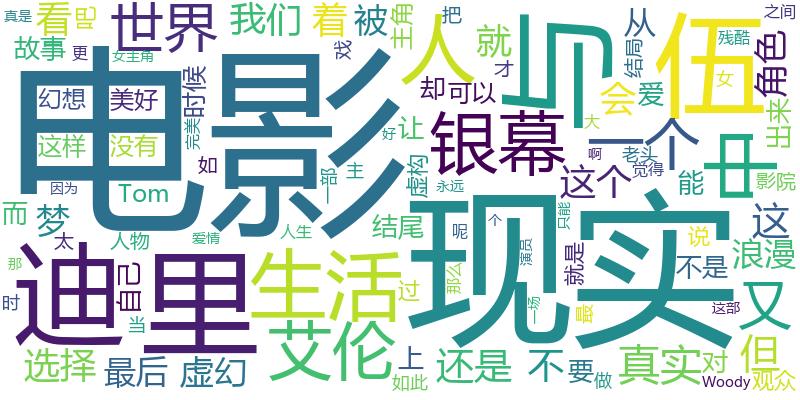 真是
看
吧
世界
我们
着
被
主角
把
人
就
与
从
伍
之间
残酷
角色
故事
更
女主角
电影
时候
戏
却
可以
才
结局
会
爱
女
出来
幻想
美好
完美
好
让
银幕
一个
大
中
这样
没有
如
一部
主
虚构
这个
啊
老头
觉得
能
影院
因为
Tom
永远
而
梦
太
人物
爱情
人生
结尾
呢
个
演员
只能
就是
说
这
不是
浪漫
那
迪
里
自己
生活
过
那么
现实
一场
最
这部
又
时
当
艾伦
上
还是
不
要
做
真实
对
但
选择
最后
虚幻
如此
Woody
观众